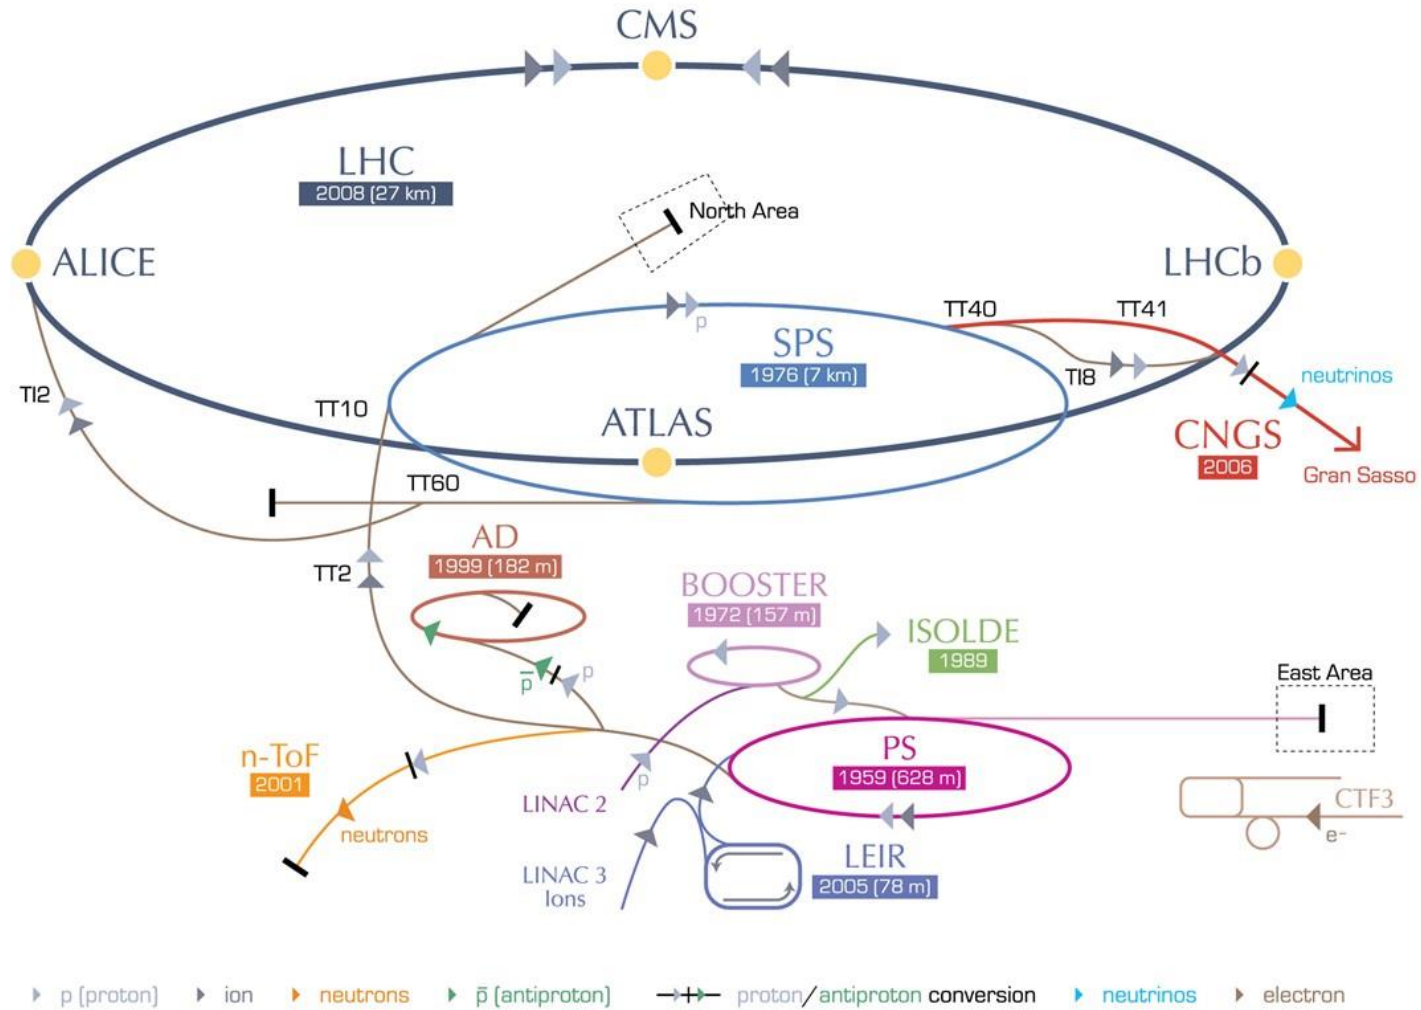 CMS
LHC
2008 (27 km)
North Area
ALICE
LHCb
TT40
TT41
p
SPS
1976 (7 km)
TI8
neutrinos
TI2
TT10
ATLAS
CNGS
2006
Gran Sasso
TT60
AD
1999 (182 m)
TT2
BOOSTER
1972 (157 m)
ISOLDE
1989
p̄
p
East Area
n-ToF
2001
PS
1959 (628 m)
p
LINAC 2
neutrons
CTF3
e-
LEIR
2005 (78 m)
LINAC 3
Ions
p (proton) ion neutrons p̄ (antiproton) proton/antiproton conversion neutrinos electron